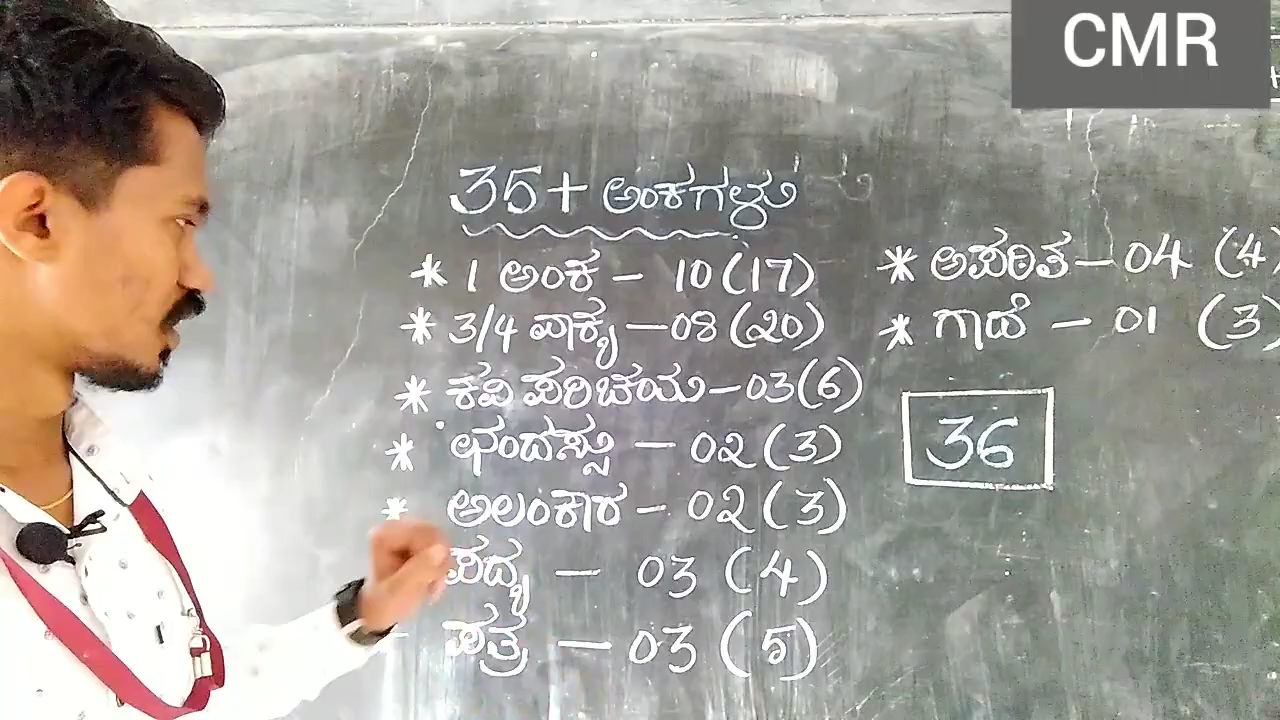 CMR
35+ ಅಂಕಗಳು
* 1 ಅಂಕ - 10 (17)
* 3/4 ವಾಕ್ಯ - 08 (20)
* ಕವಿ ಪರಿಚಯ - 03 (6)
* ಛಂದಸ್ಸು - 02 (3)
* ಅಲಂಕಾರ - 02 (3)
ಪದ್ಯ - 03 (4)
ಪತ್ರ - 03 (5)
* ಅಪಠಿತ - 04 (4)
* ಗಾದೆ - 01 (3)
36